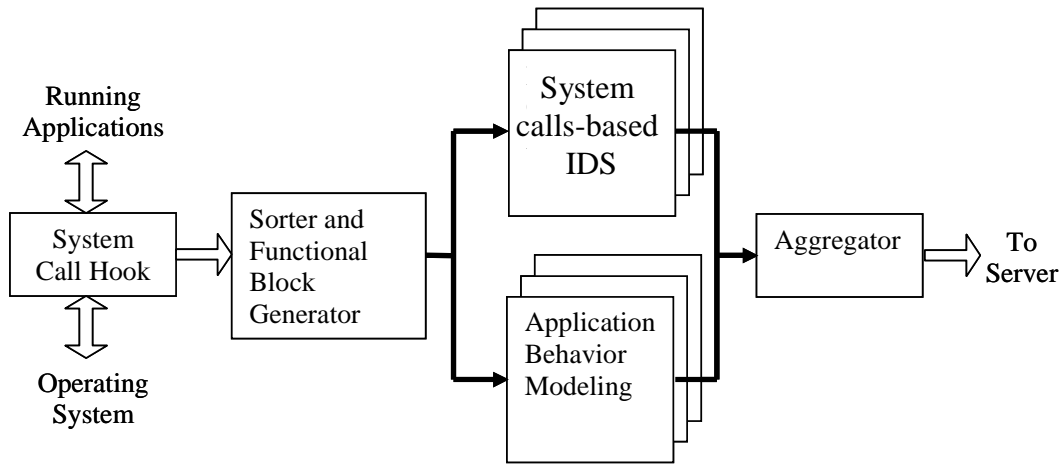 Running
Applications
System
Call Hook
Operating
System
Sorter and
Functional
Block
Generator
System
calls-based
IDS
Application
Behavior
Modeling
Aggregator
To
Server